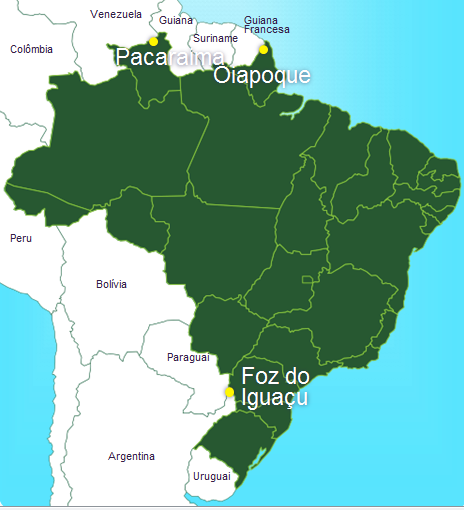 Venezuela
Guiana
Guiana
Francesa
Suriname
Colômbia
Pacaraima
Oiapoque
Peru
Bolívia
Paraguai
Foz do
Iguaçu
Argentina
Uruguai